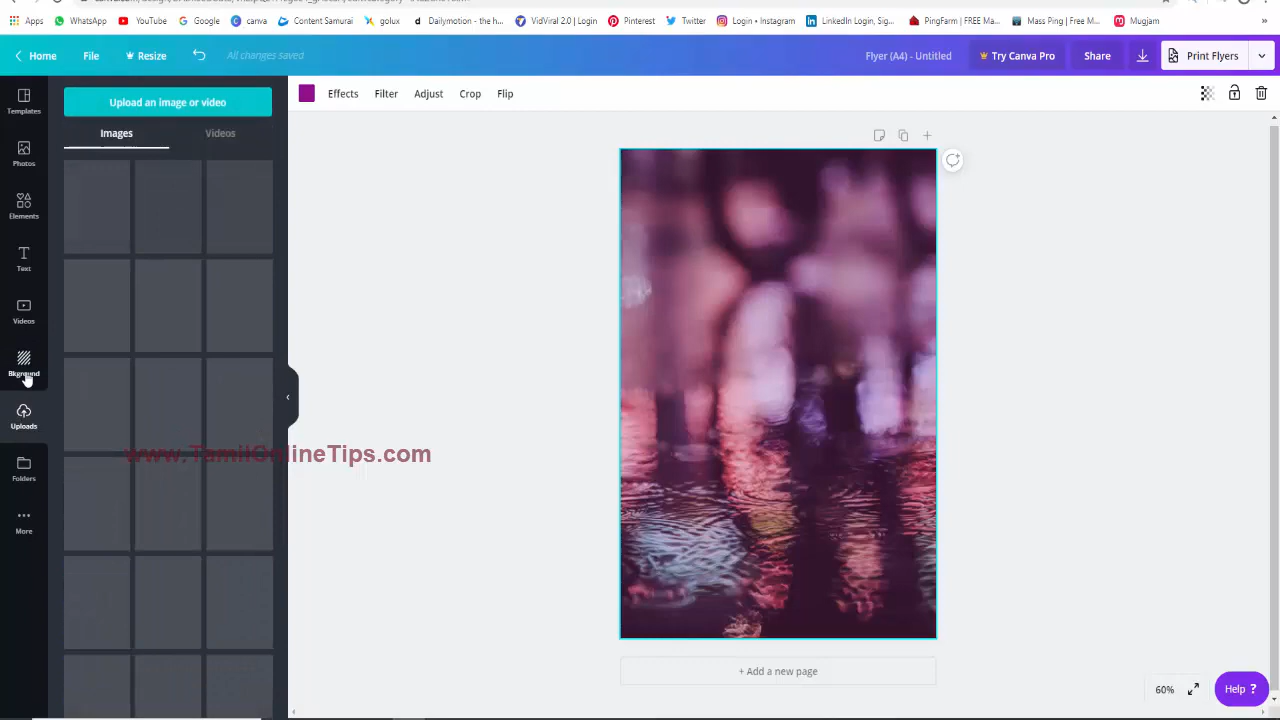 WhatsApp YouTube Google canva Content Samurai golux Dailymotion - the h... VidViral 2.0 | Login Pinterest Twitter Login • Instagram LinkedIn Login, Sig... PingFarm | FREE Ma... Mass Ping | Free M... Mugjam »
Home File Resize All changes saved Flyer (A4) - Untitled Try Canva Pro Share Print Flyers
Templates
Photos
Elements
Text
Videos
Bkground
Uploads
Folders
More
Upload an image or video
Images Videos
Effects Filter Adjust Crop Flip
www.TamilOnlineTips.com
+ Add a new page
60% Help ?